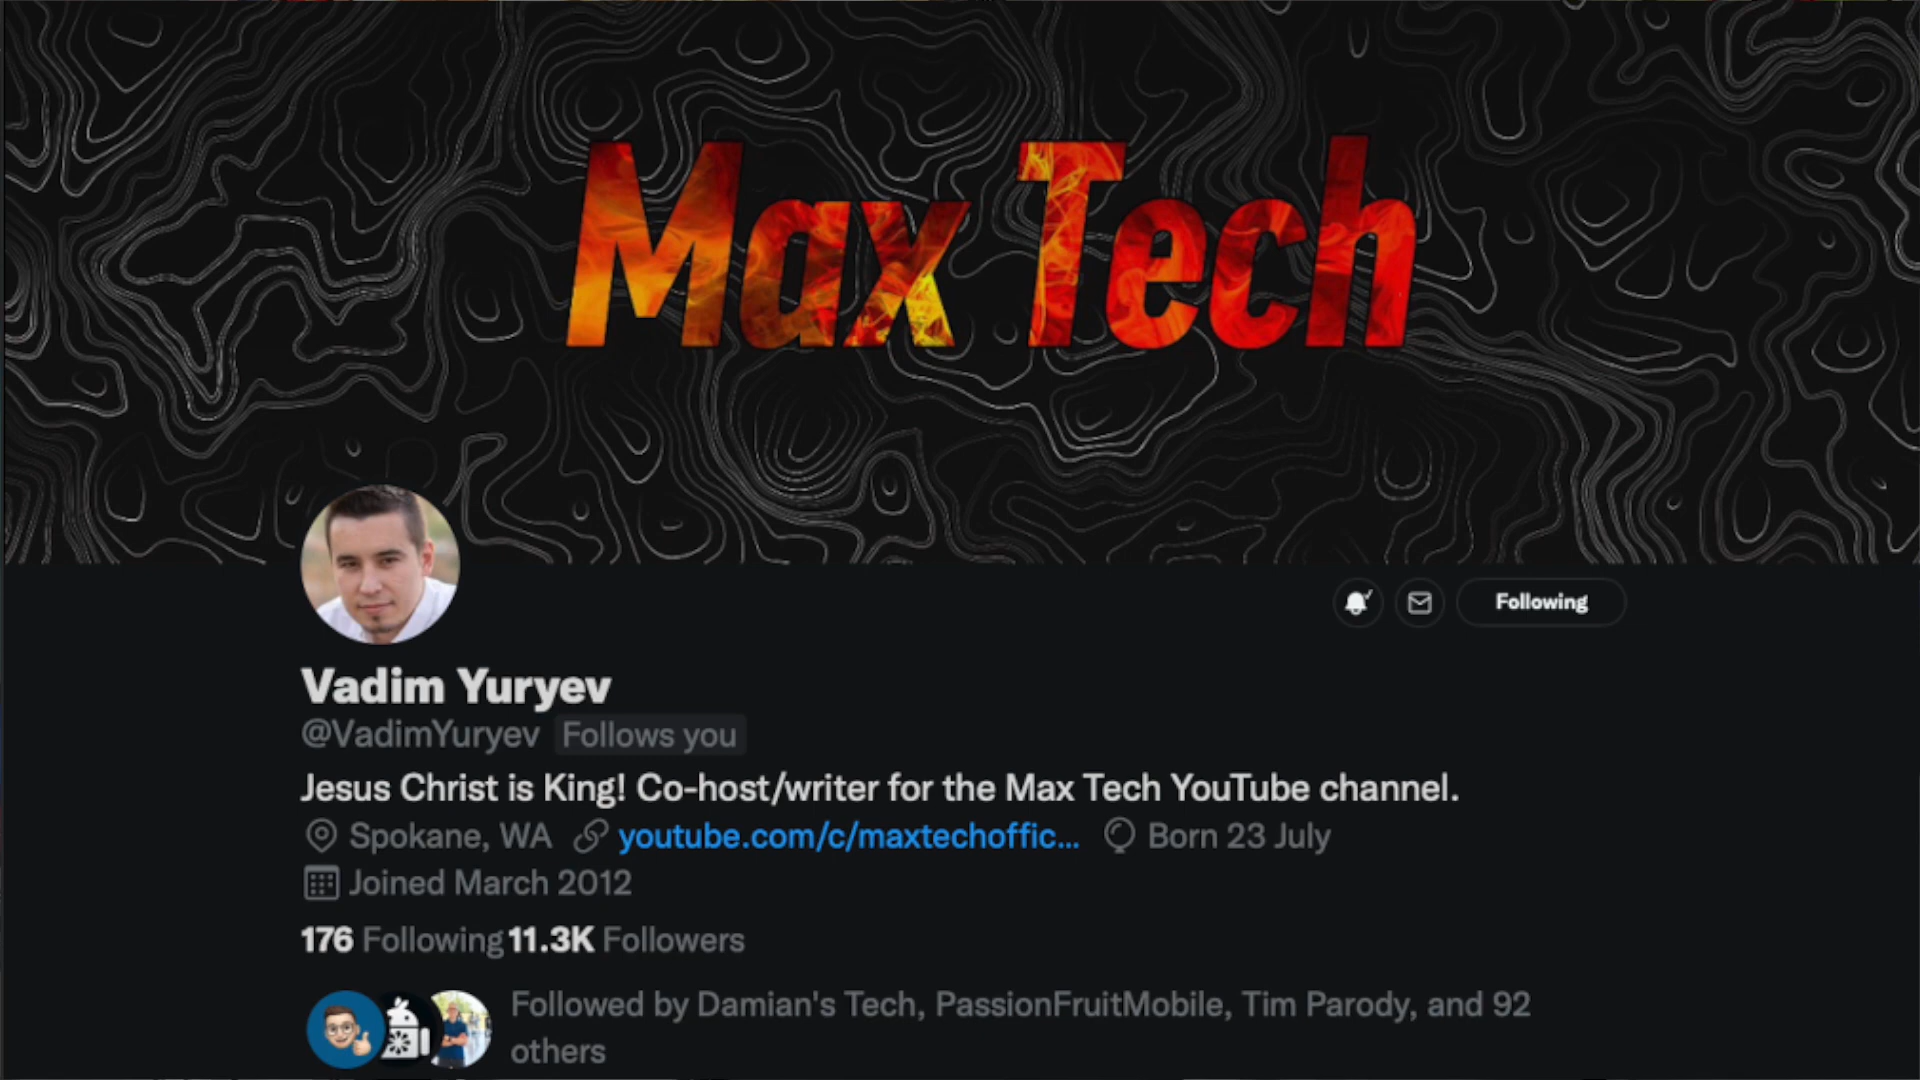 Max Tech
Following
Vadim Yuryev
@VadimYuryev Follows you
Jesus Christ is King! Co-host/writer for the Max Tech YouTube channel.
Spokane, WA youtube.com/c/maxtechoffic... Born 23 July
Joined March 2012
176 Following 11.3K Followers
Followed by Damian's Tech, PassionFruitMobile, Tim Parody, and 92
others